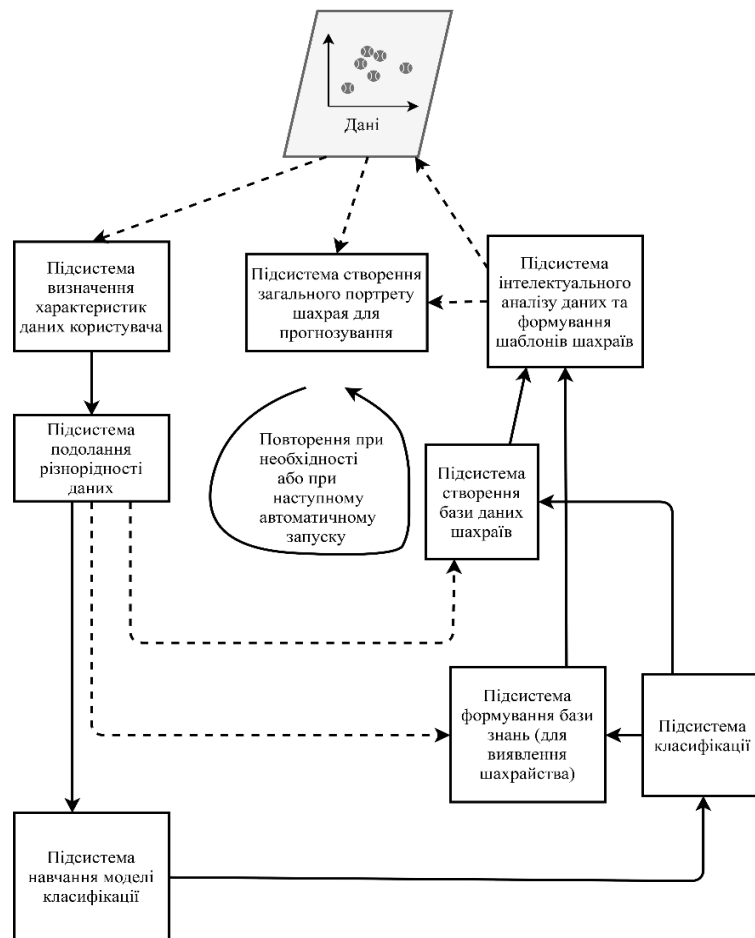 Дані
Підсистема
визначення
характеристик
даних користувача
Підсистема створення
загального портрету
шахрая для
прогнозування
Підсистема
інтелектуального
аналізу даних та
формування
шаблонів шахраїв
Підсистема
подолання
різнорідності
даних
Повторення при
необхідності
або при
наступному
автоматичному
запуску
Підсистема
створення
бази даних
шахраїв
Підсистема
формування бази
знань (для
виявлення
шахрайства)
Підсистема
класифікації
Підсистема
навчання моделі
класифікації